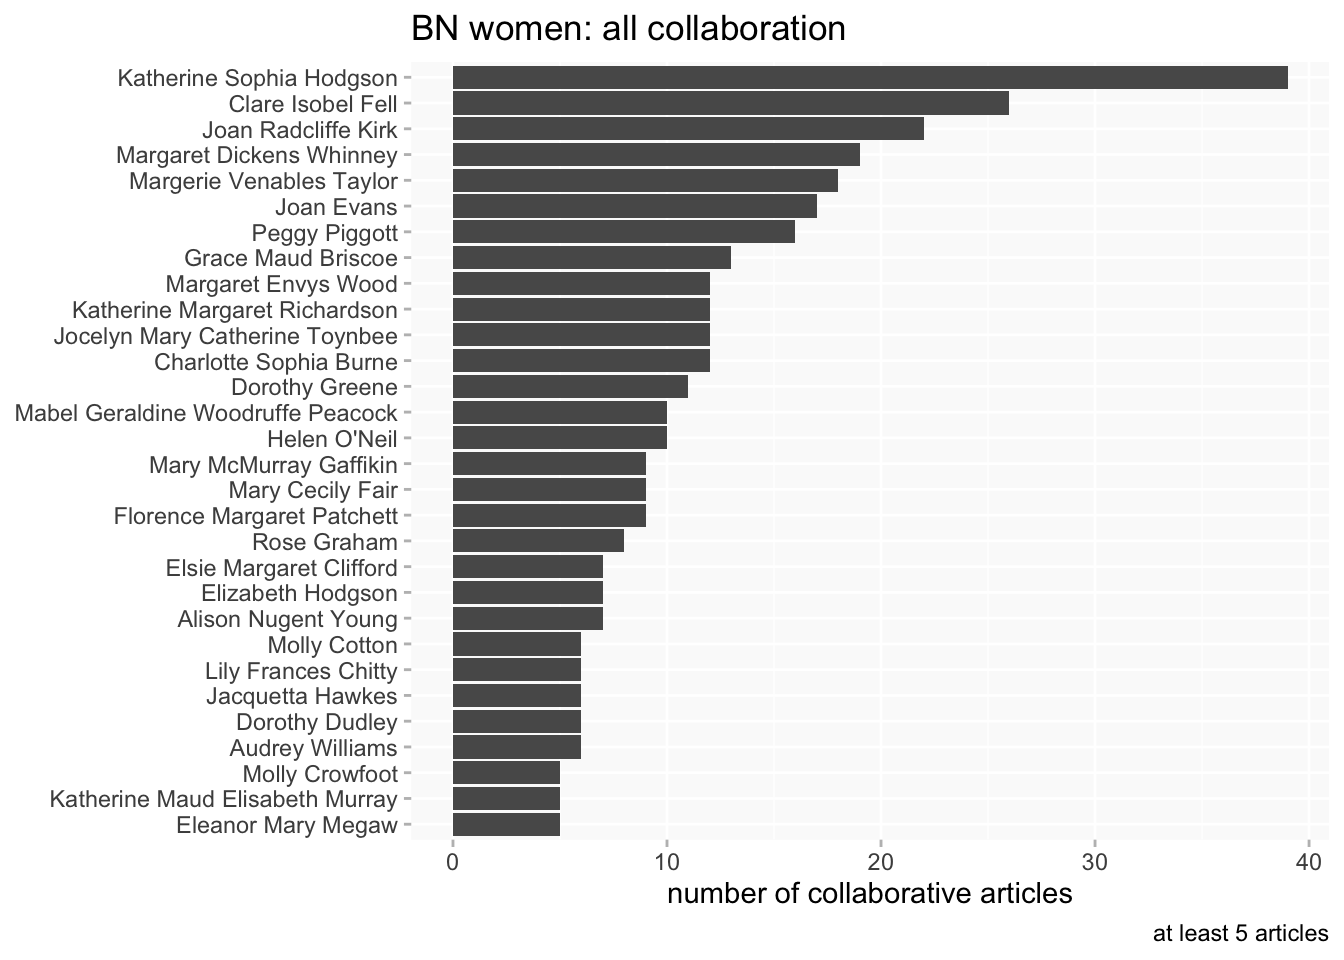 BN women: all collaboration
Katherine Sophia Hodgson
Clare Isobel Fell
Joan Radcliffe Kirk
Margaret Dickens Whinney
Margerie Venables Taylor
Joan Evans
Peggy Piggott
Grace Maud Briscoe
Margaret Envys Wood
Katherine Margaret Richardson
Jocelyn Mary Catherine Toynbee
Charlotte Sophia Burne
Dorothy Greene
Mabel Geraldine Woodruffe Peacock
Helen O'Neil
Mary McMurray Gaffikin
Mary Cecily Fair
Florence Margaret Patchett
Rose Graham
Elsie Margaret Clifford
Elizabeth Hodgson
Alison Nugent Young
Molly Cotton
Lily Frances Chitty
Jacquetta Hawkes
Dorothy Dudley
Audrey Williams
Molly Crowfoot
Katherine Maud Elisabeth Murray
Eleanor Mary Megaw
0 10 20 30 40
number of collaborative articles
at least 5 articles